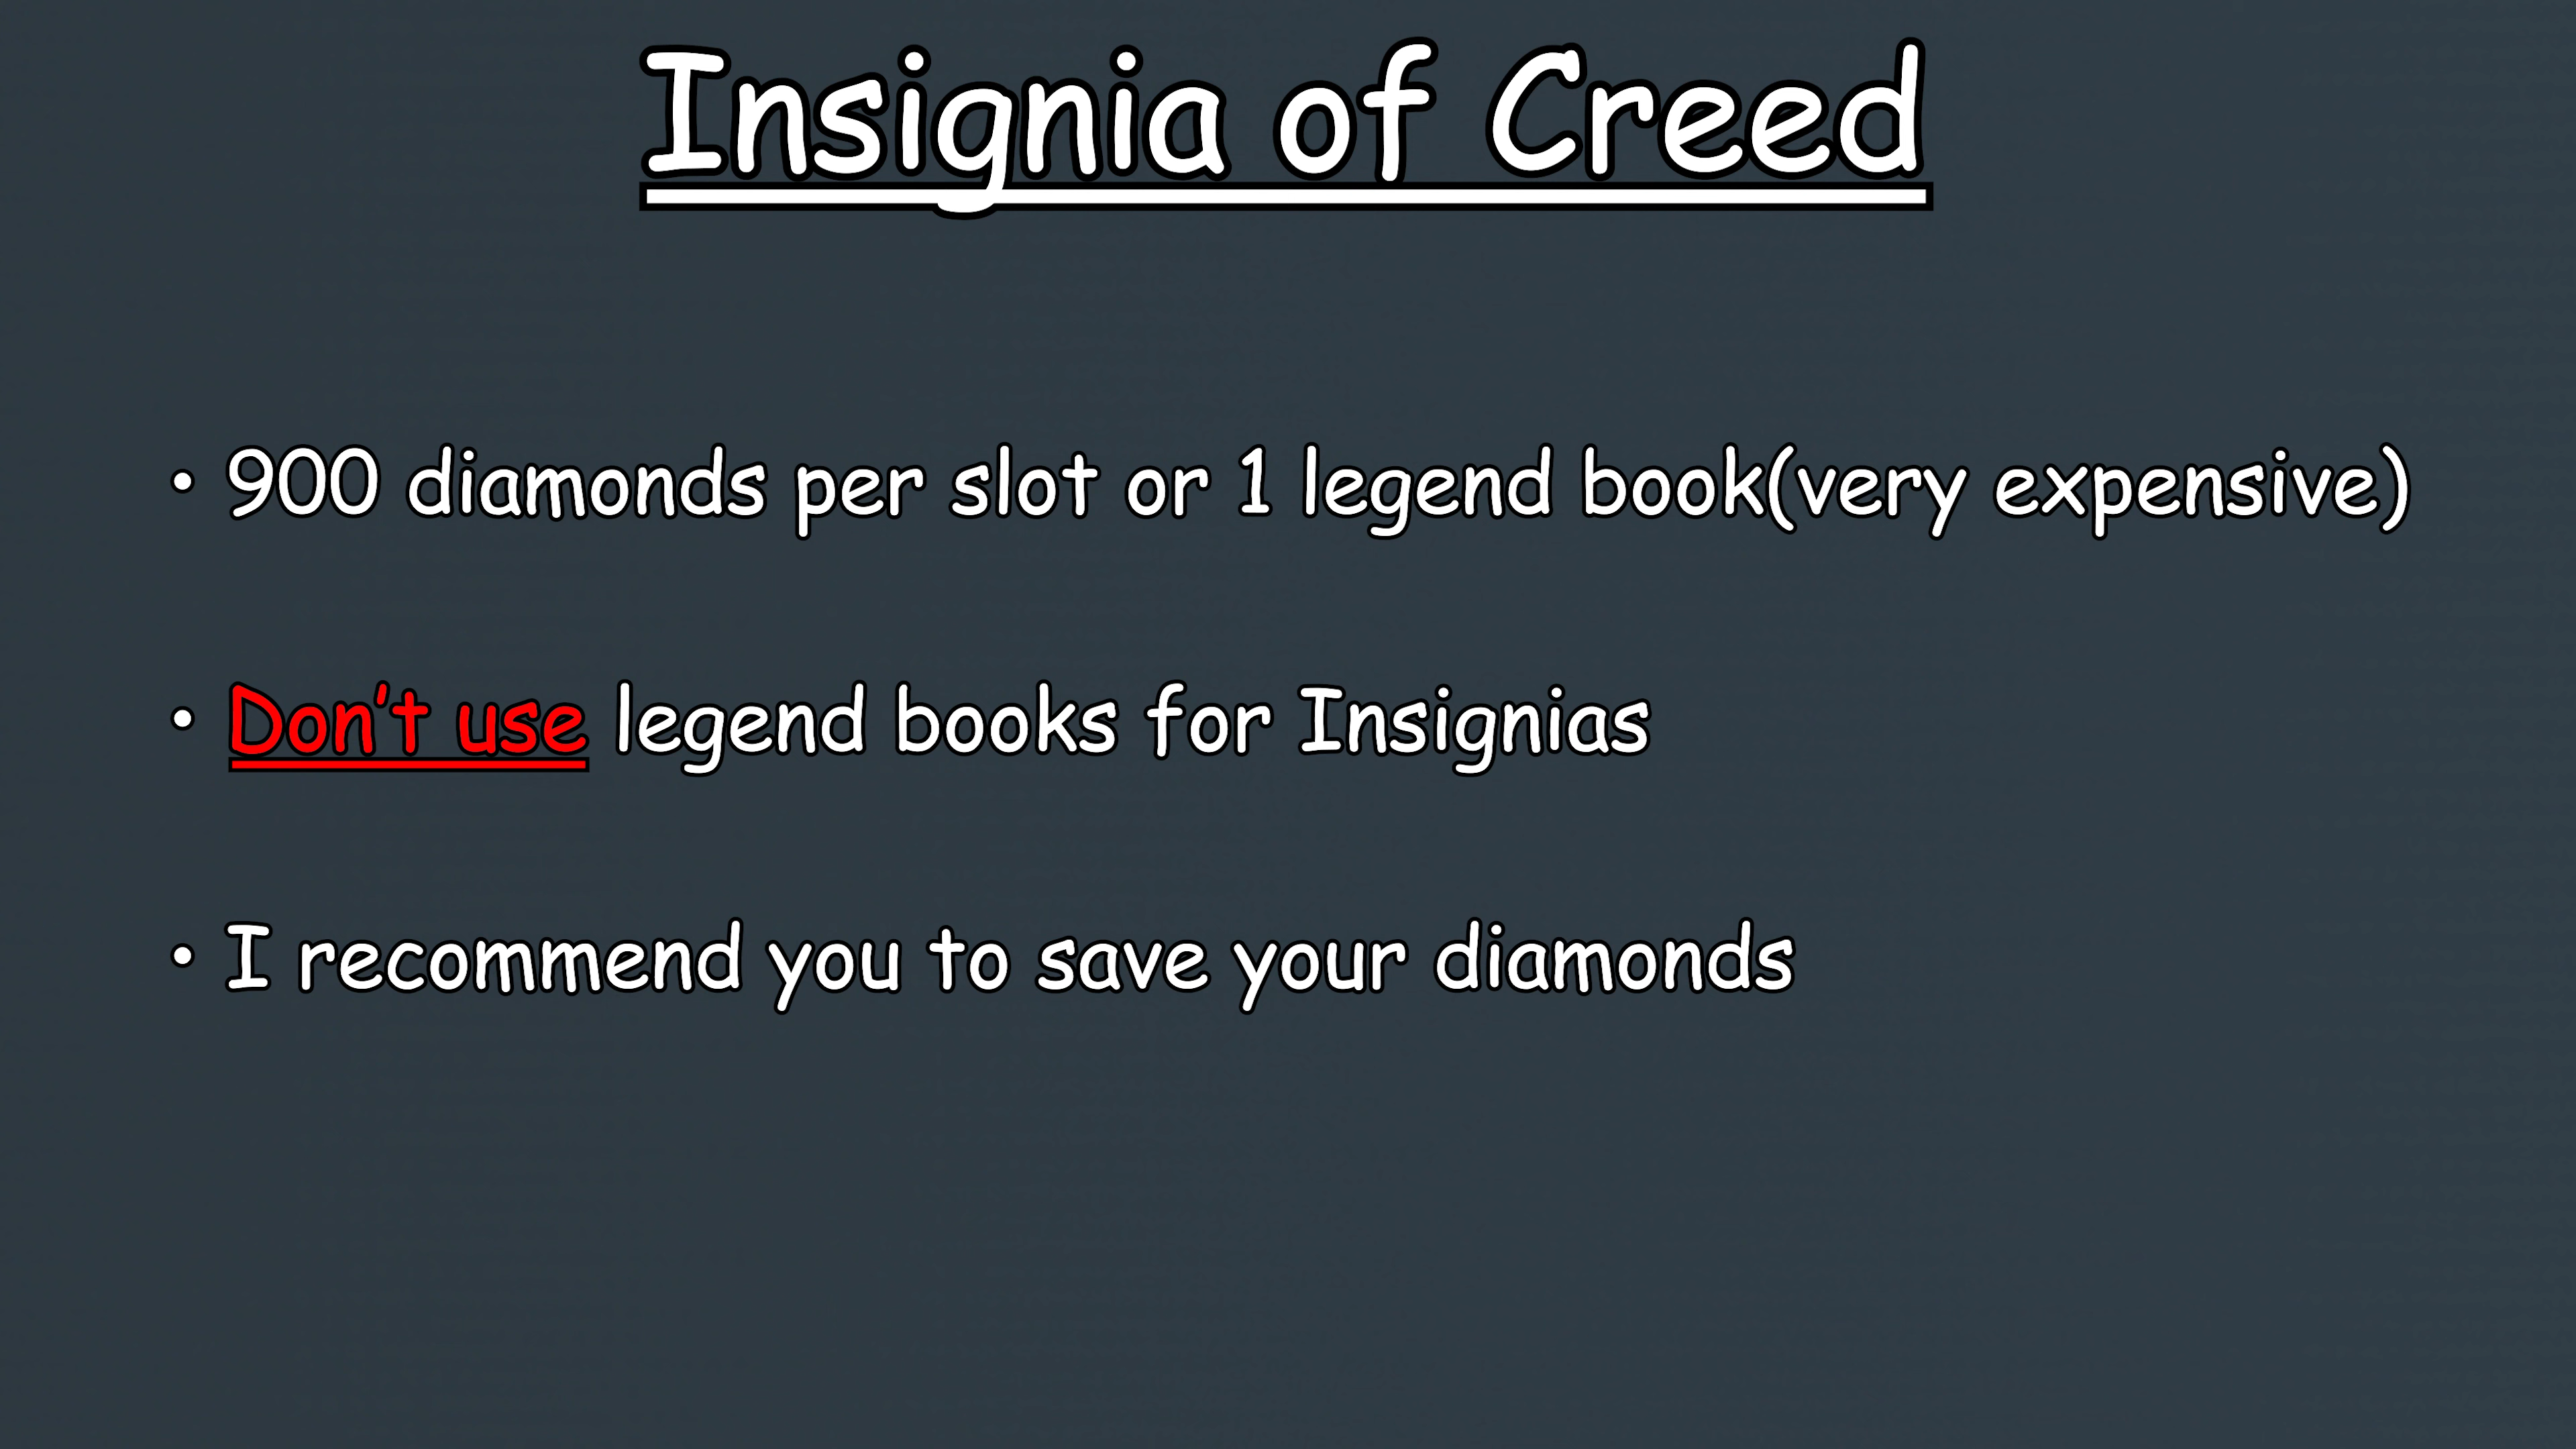 Insignia of Creed
• 900 diamonds per slot or 1 legend book(very expensive)
• Don't use legend books for Insignias
• I recommend you to save your diamonds